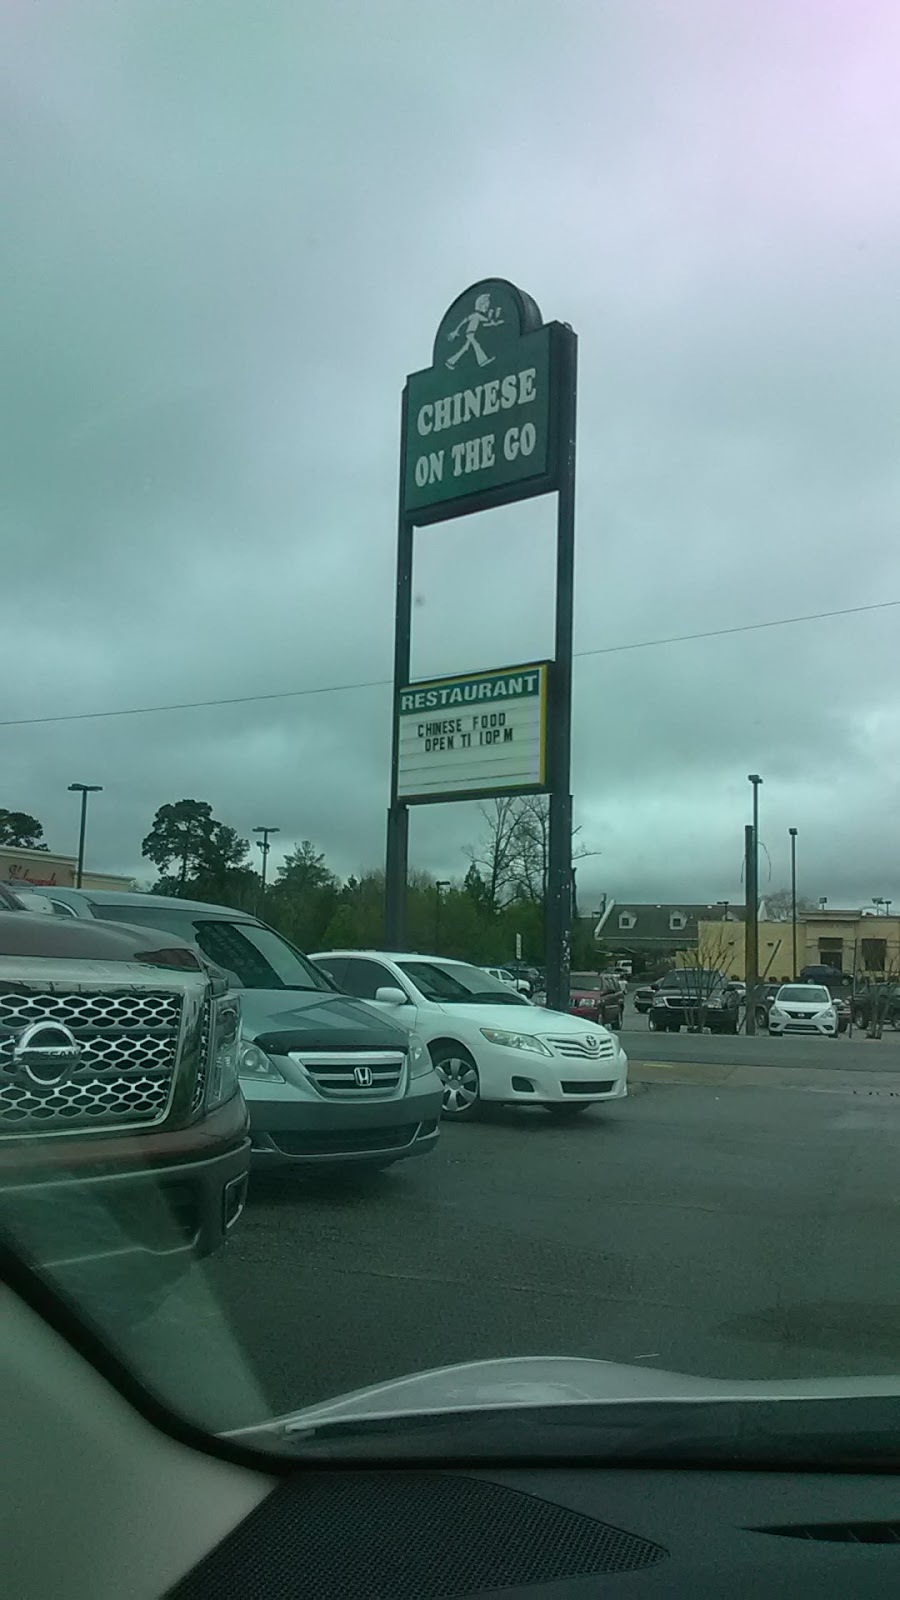 CHINESE
ON THE GO
RESTAURANT
CHINESE FOOD
OPEN TI 10PM
NISSAN